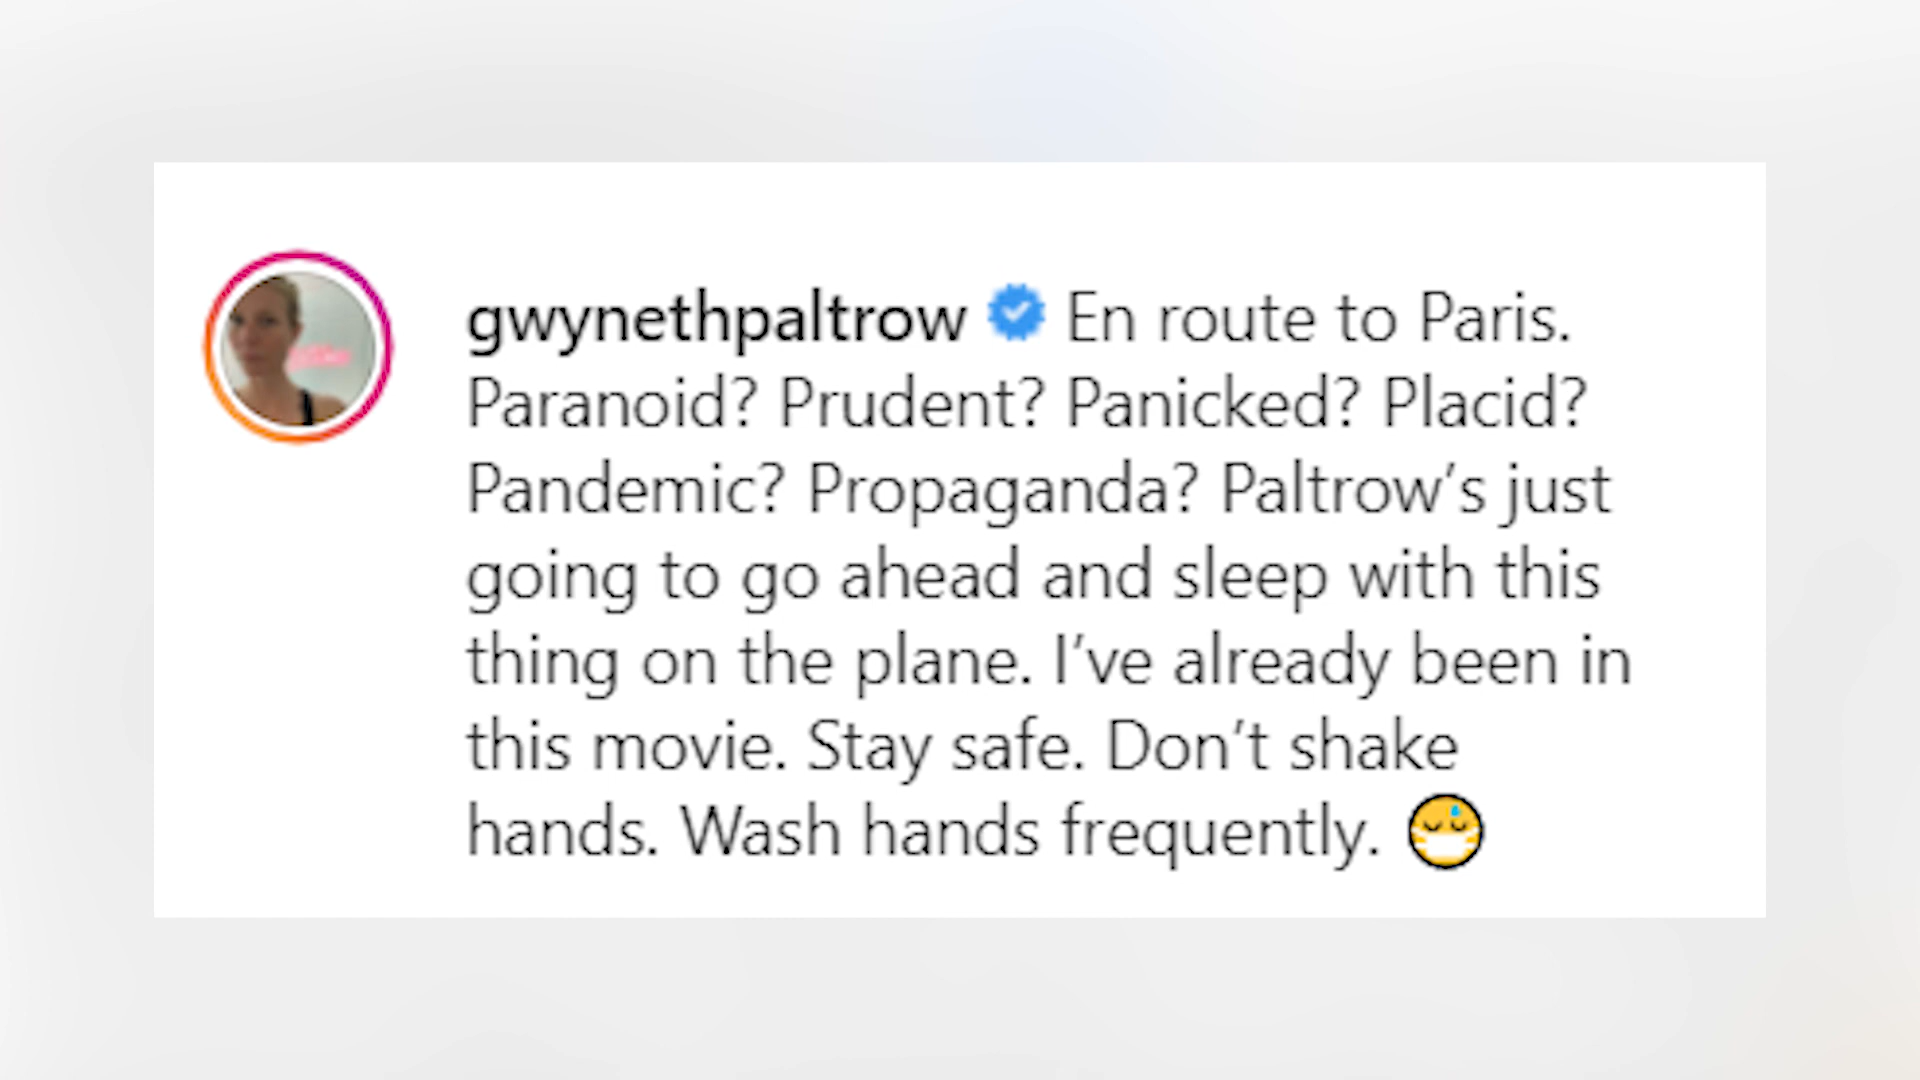 gwynethpaltrow En route to Paris.
Paranoid? Prudent? Panicked? Placid?
Pandemic? Propaganda? Paltrow’s just
going to go ahead and sleep with this
thing on the plane. I’ve already been in
this movie. Stay safe. Don’t shake
hands. Wash hands frequently. 😷